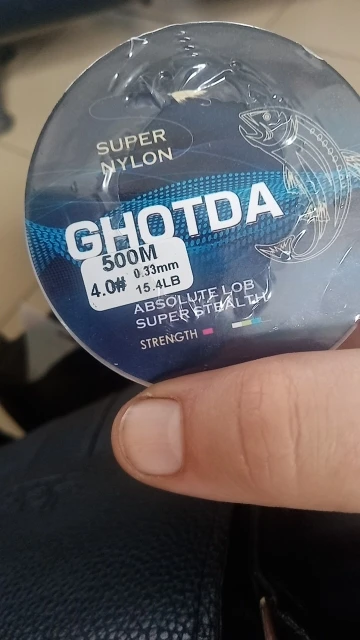 SUPER
NYLON
GHOTDA
500M
4.0# 0.33mm
15.4LB
ABSOLUTE LOB
SUPER STEALTH
STRENGTH